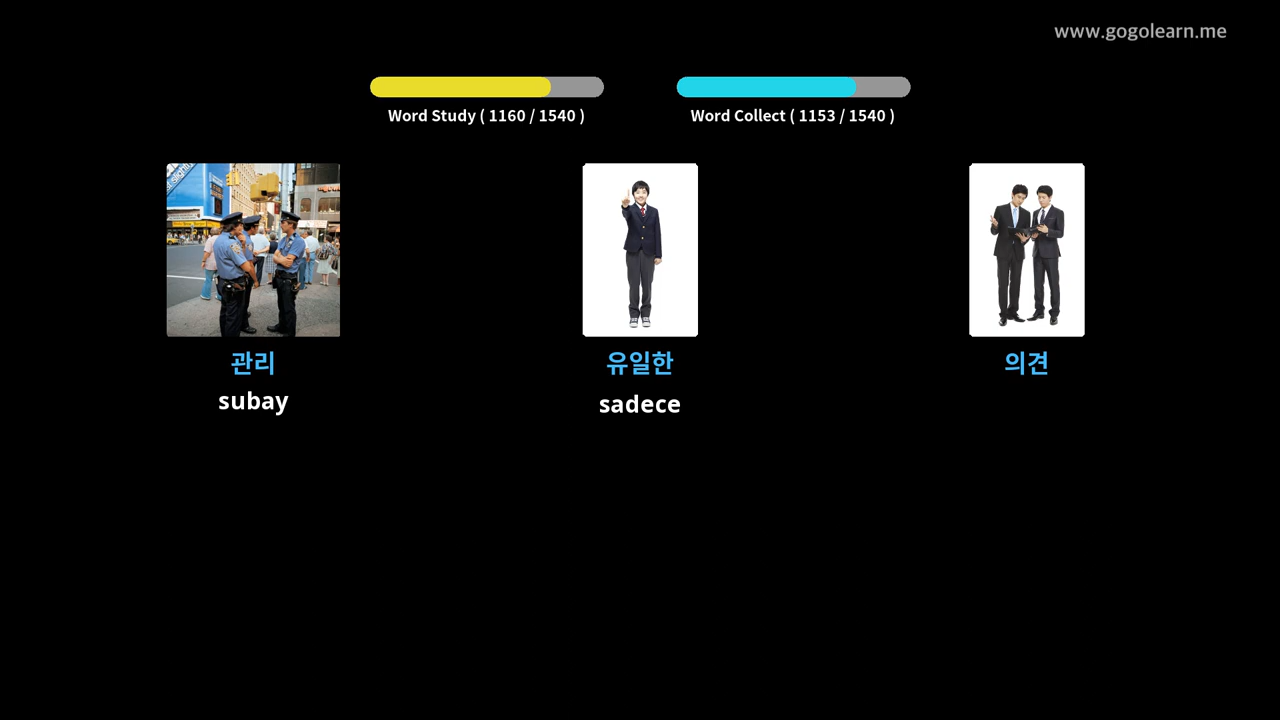 www.gogolearn.me
Word Study ( 1160 / 1540 )
Word Collect ( 1153 / 1540 )
관리
유일한
의견
subay
sadece